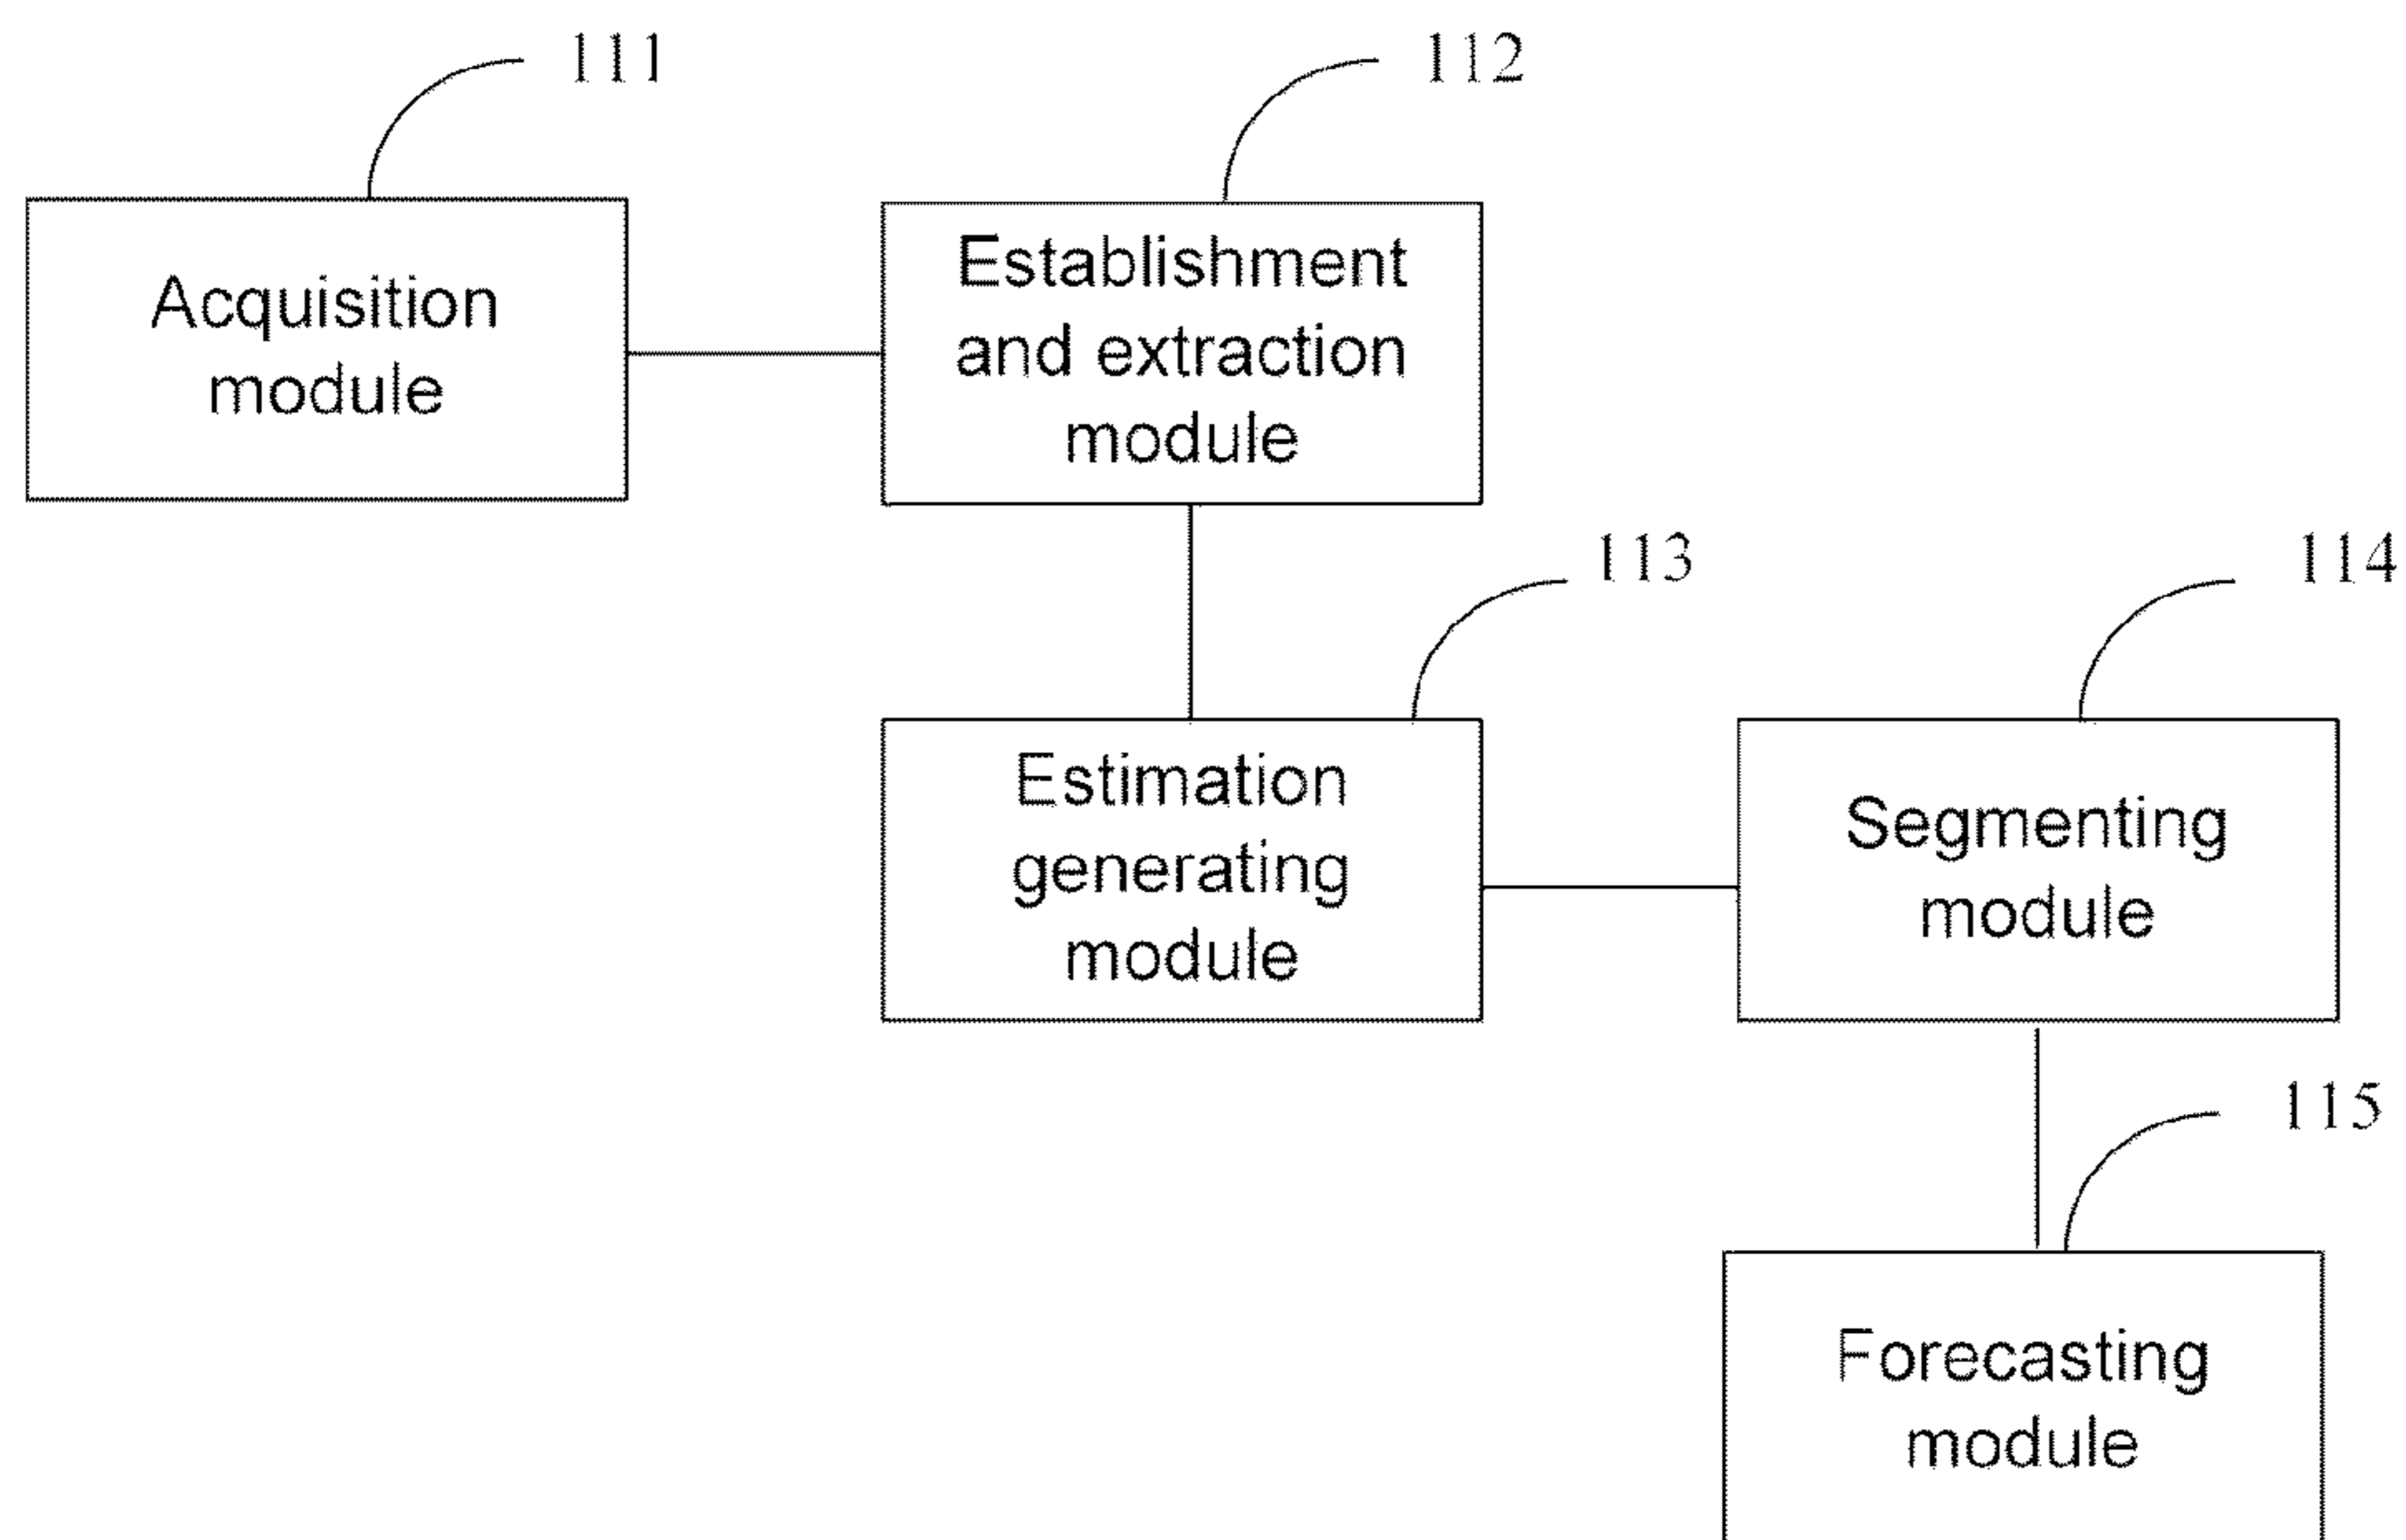 111
112
Acquisition
module
Establishment
and extraction
module
113
114
Estimation
generating
module
Segmenting
module
115
Forecasting
module